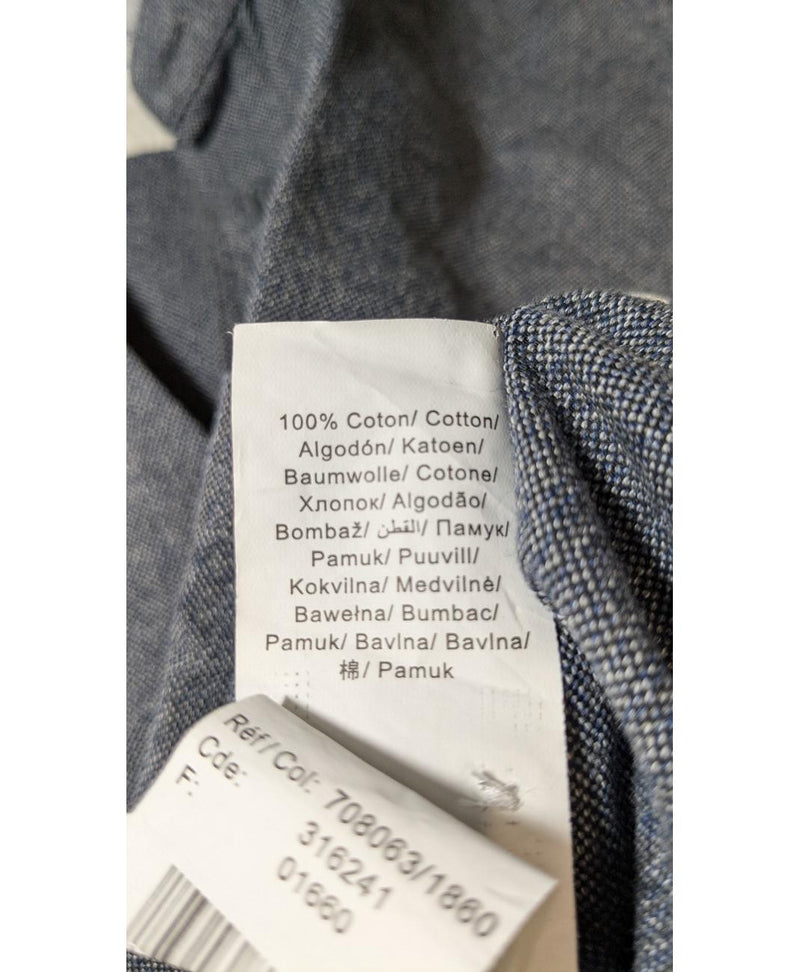 100% Coton/ Cotton/
Algodón/ Katoen/
Baumwolle/ Cotone/
Хлопок/ Algodão/
Bombaž/ القطن/ Памук/
Pamuk/ Puuvill/
Kokvilna/ Medvilnė/
Bawełna/ Bumbac/
Pamuk/ Bavlna/ Bavlna/
棉/ Pamuk
Réf/Col: 708063/1860
Cde: 316241
F: 01660